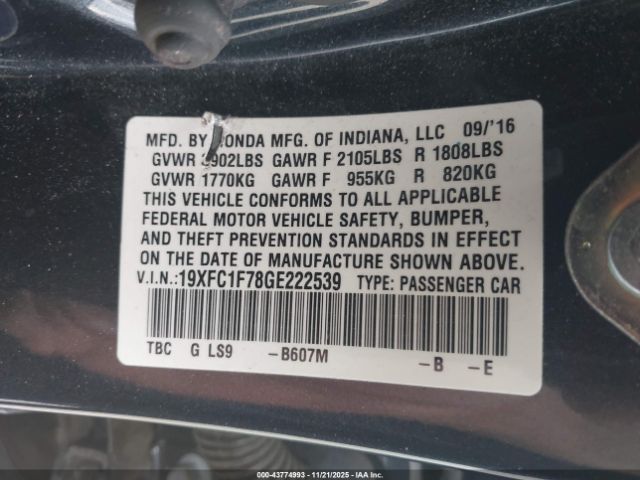 MFD. BY HONDA MFG. OF INDIANA, LLC 09/'16
GVWR 3902LBS GAWR F 2105LBS R 1808LBS
GVWR 1770KG GAWR F 955KG R 820KG
THIS VEHICLE CONFORMS TO ALL APPLICABLE
FEDERAL MOTOR VEHICLE SAFETY, BUMPER,
AND THEFT PREVENTION STANDARDS IN EFFECT
ON THE DATE OF MANUFACTURE SHOWN ABOVE.
V.I.N.:19XFC1F78GE222539 TYPE: PASSENGER CAR
TBC G LS9 -B607M -B -E
000-43774993 - 11/21/2025 - IAAI.COM